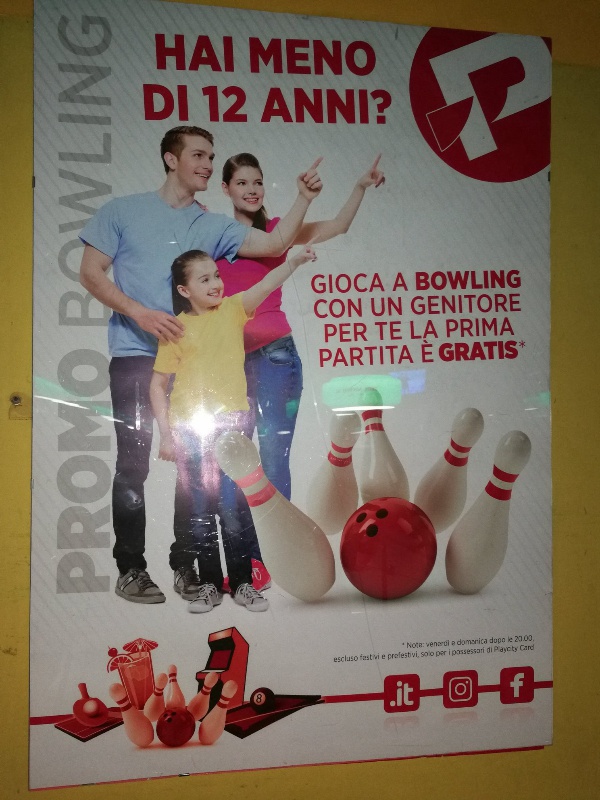 HAI MENO
DI 12 ANNI?
PROMO BOWLING
GIOCA A BOWLING
CON UN GENITORE
PER TE LA PRIMA
PARTITA È GRATIS*
* Note: venerdì e domenica dopo le 20.00,
escluso festivi e prefestivi, solo per i possessori di Playcity Card
8
.it
f
P